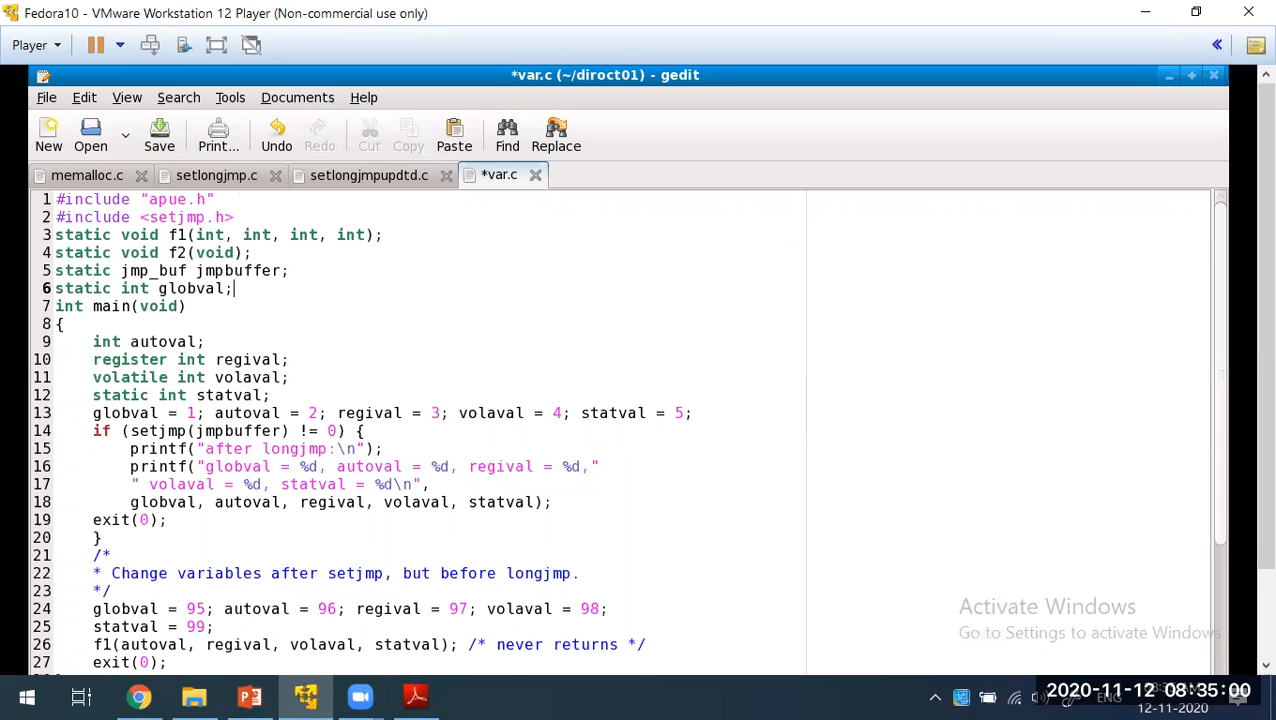 Fedora10 - VMware Workstation 12 Player (Non-commercial use only)
Player
*var.c (~/diroct01) - gedit
File Edit View Search Tools Documents Help
New Open Save Print... Undo Redo Cut Copy Paste Find Replace
memalloc.c setlongjmp.c setlongjmpupdtd.c *var.c
1 #include "apue.h"
2 #include <setjmp.h>
3 static void f1(int, int, int, int);
4 static void f2(void);
5 static jmp_buf jmpbuffer;
6 static int globval;
7 int main(void)
8 {
9 int autoval;
10 register int regival;
11 volatile int volaval;
12 static int statval;
13 globval = 1; autoval = 2; regival = 3; volaval = 4; statval = 5;
14 if (setjmp(jmpbuffer) != 0) {
15 printf("after longjmp:\n");
16 printf("globval = %d, autoval = %d, regival = %d,"
17 " volaval = %d, statval = %d\n",
18 globval, autoval, regival, volaval, statval);
19 exit(0);
20 }
21 /*
22 * Change variables after setjmp, but before longjmp.
23 */
24 globval = 95; autoval = 96; regival = 97; volaval = 98;
25 statval = 99;
26 f1(autoval, regival, volaval, statval); /* never returns */
27 exit(0);
Activate Windows
Go to Settings to activate Windows.
2020-11-12 08:35:00
ENG
12-11-2020